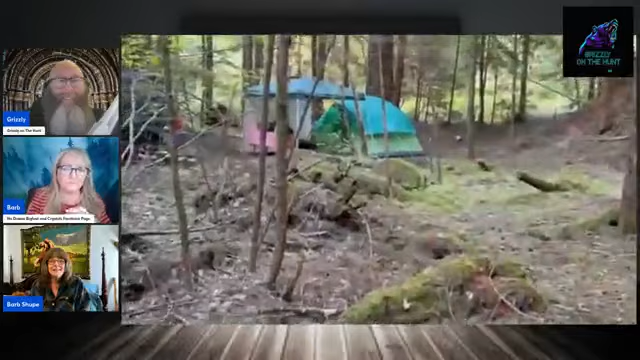 GRIZZLY
ON THE HUNT
Grizzly
Grizzly on The Hunt
Barb
Barb Shupe